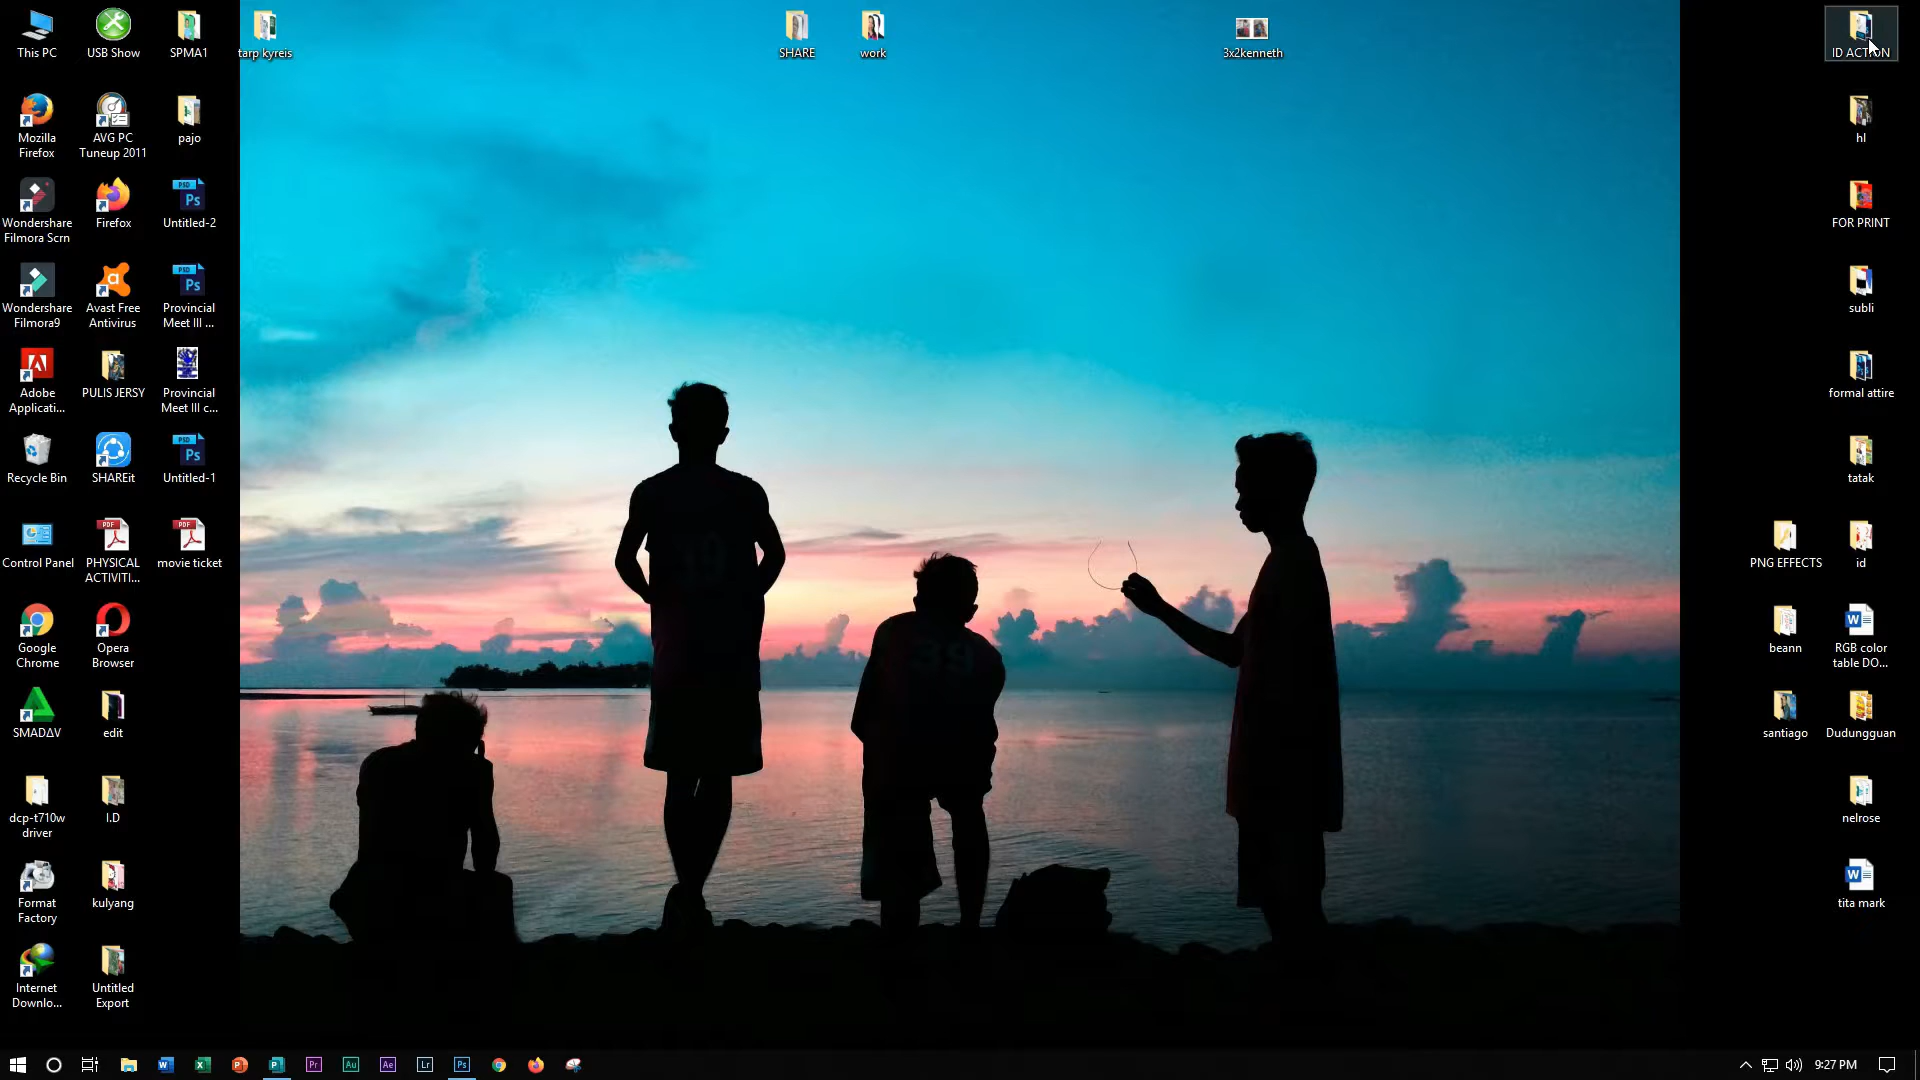 This PC
USB Show
SPMA1
tarp kyreis
SHARE
work
3x2kenneth
ID ACTION
Mozilla
Firefox
AVG PC
Tuneup 2011
pajo
hl
Wondershare
Filmora Scrn
Firefox
Untitled-2
FOR PRINT
Wondershare
Filmora9
Avast Free
Antivirus
Provincial
Meet III ...
subli
Adobe
Applicati...
PULIS JERSY
Provincial
Meet III c...
formal attire
Recycle Bin
SHAREit
Untitled-1
tatak
Control Panel
PHYSICAL
ACTIVITI...
movie ticket
PNG EFFECTS
id
Google
Chrome
Opera
Browser
beann
RGB color
table DO...
SMADΔV
edit
santiago
Dudungguan
dcp-t710w
driver
I.D
nelrose
Format
Factory
kulyang
tita mark
Internet
Downlo...
Untitled
Export
39
9:27 PM